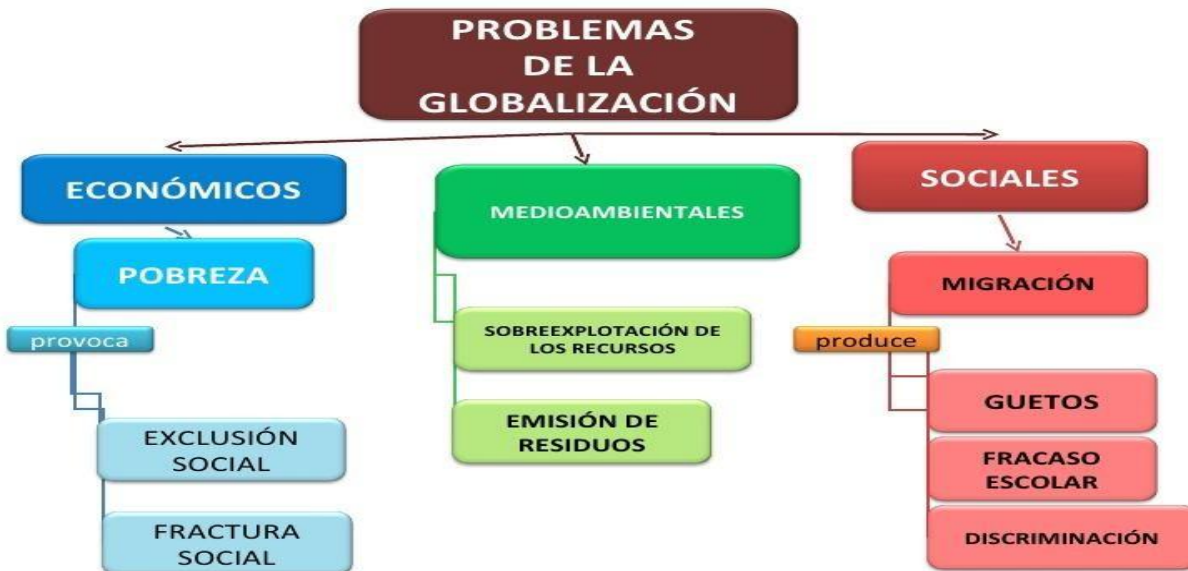 PROBLEMAS
DE LA
GLOBALIZACIÓN
ECONÓMICOS
POBREZA
provoca
EXCLUSIÓN
SOCIAL
FRACTURA
SOCIAL
MEDIOAMBIENTALES
SOBREEXPLOTACIÓN DE
LOS RECURSOS
EMISIÓN DE
RESIDUOS
SOCIALES
MIGRACIÓN
produce
GUETOS
FRACASO
ESCOLAR
DISCRIMINACIÓN